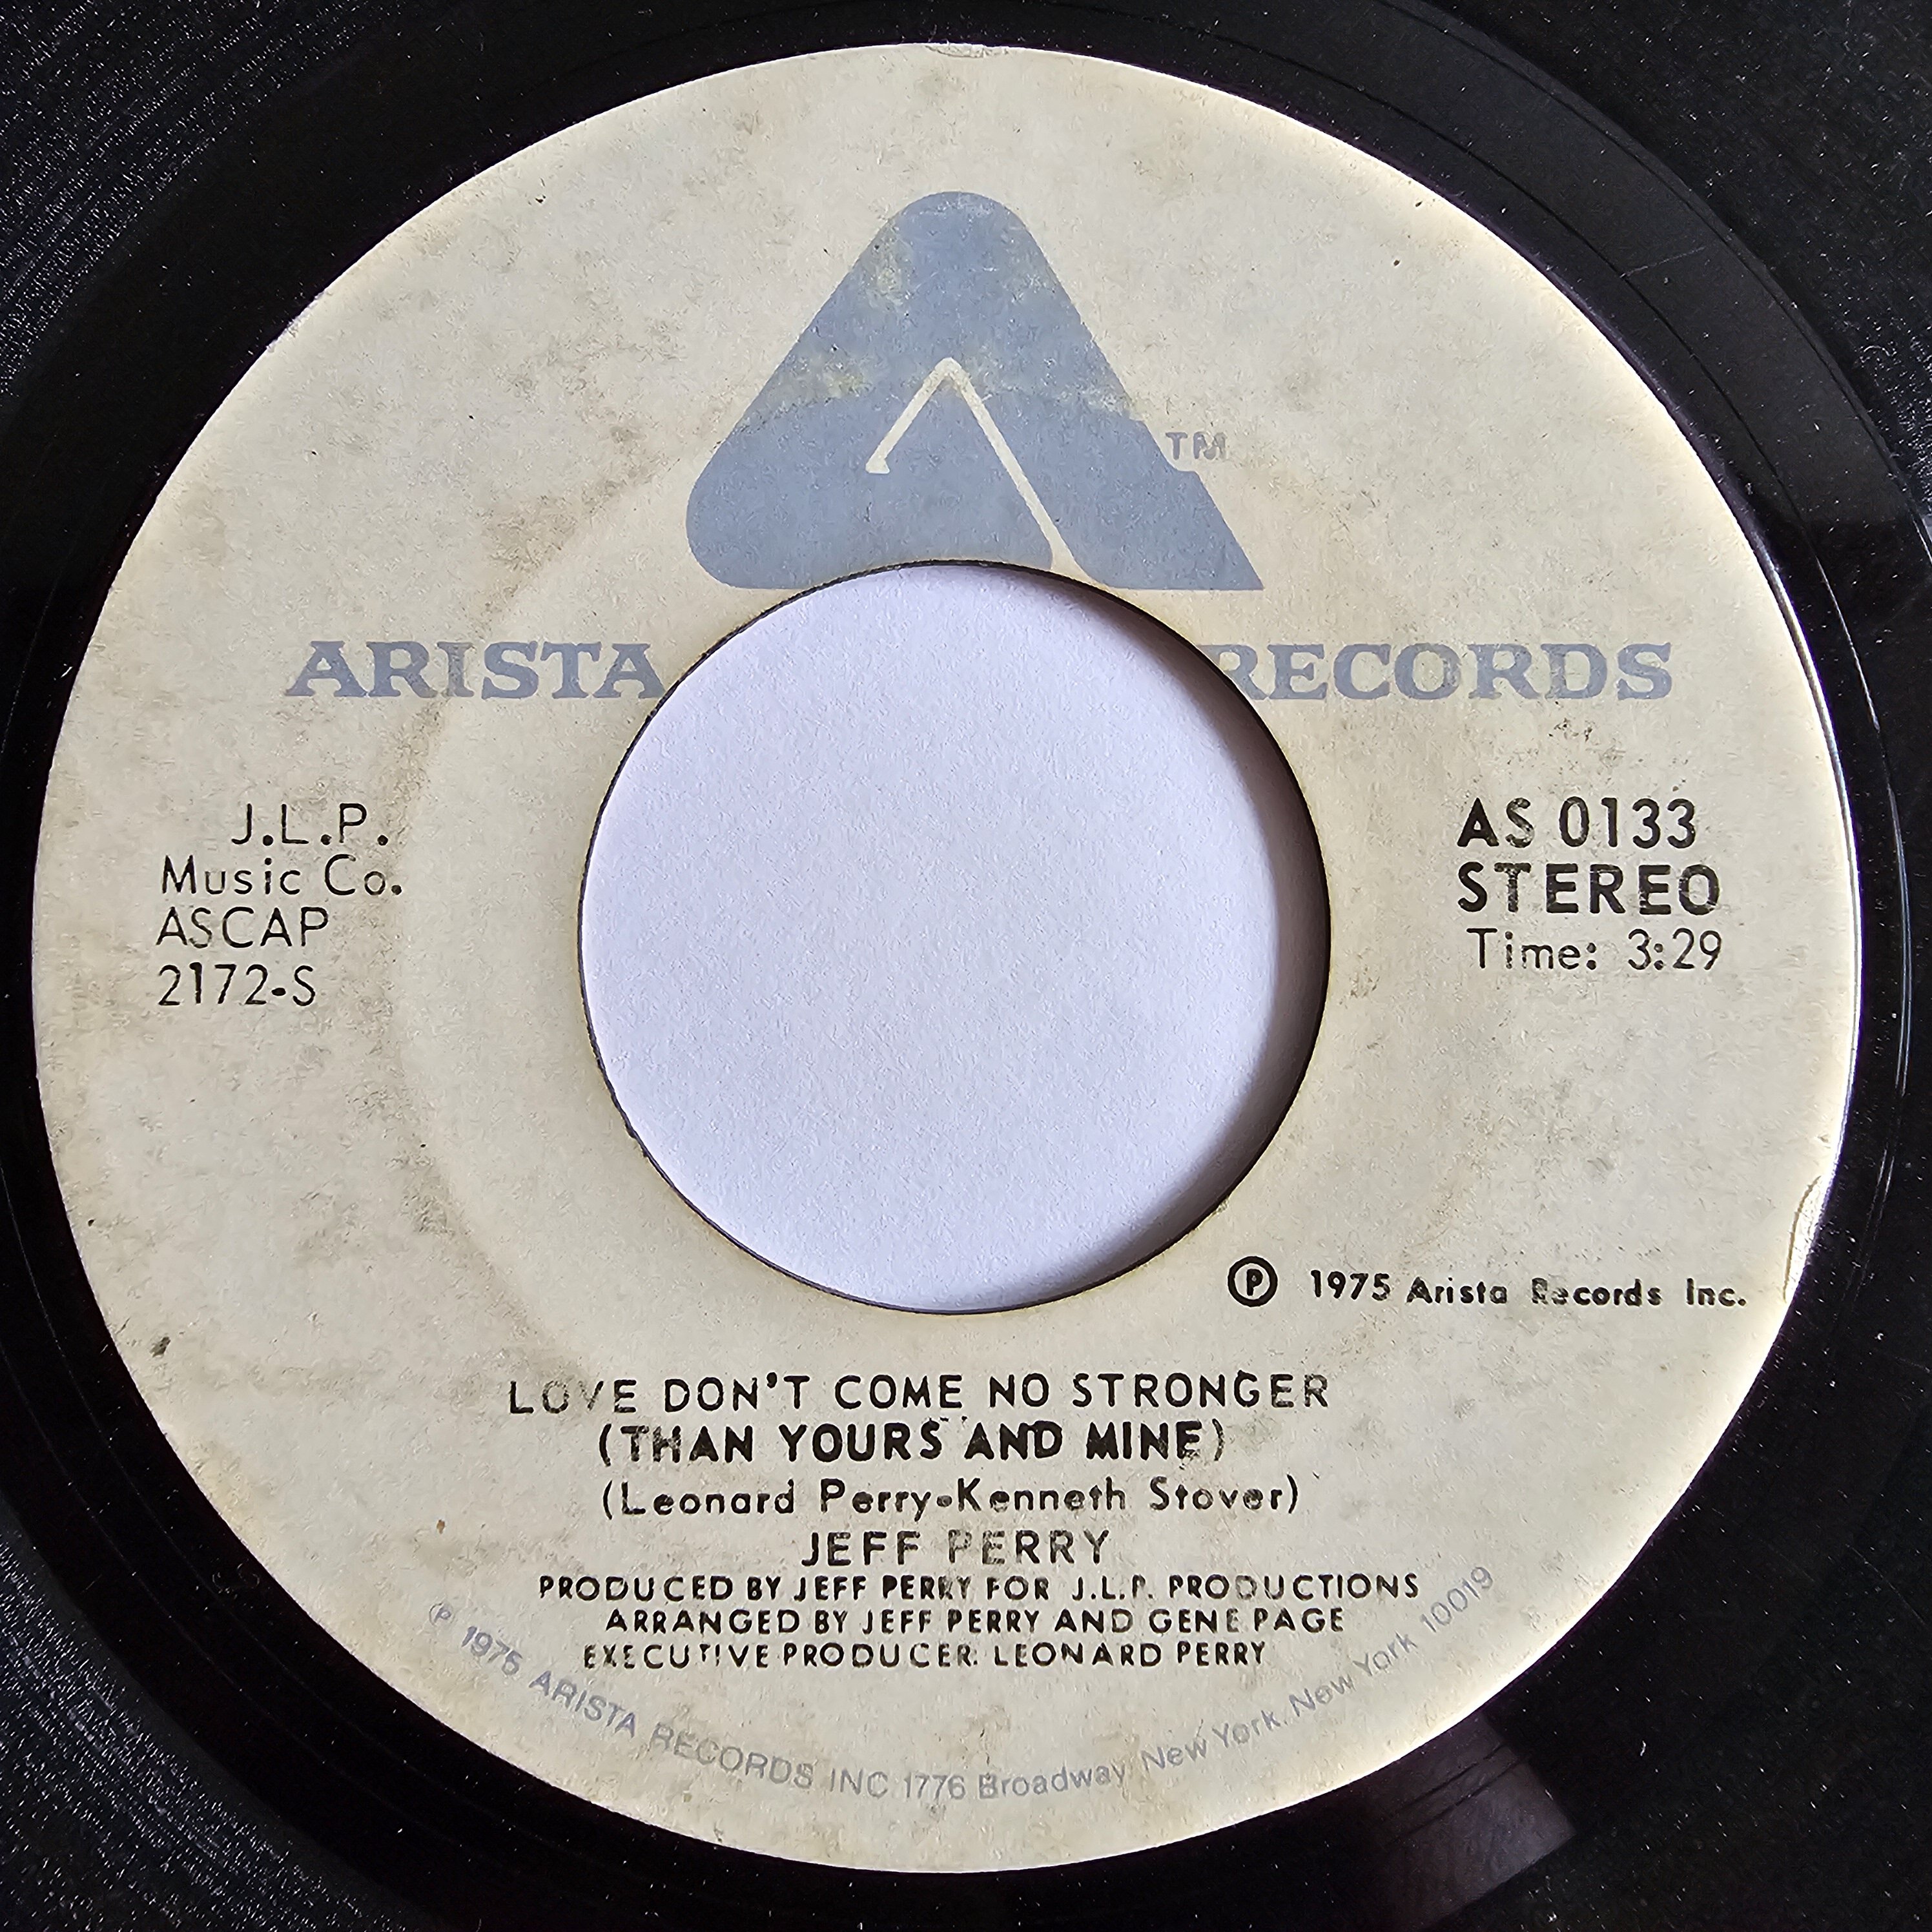 TM
ARISTA RECORDS
J.L.P.
Music Co.
ASCAP
2172-S
AS 0133
STEREO
Time: 3:29
Ⓟ 1975 Arista Records Inc.
LOVE DON'T COME NO STRONGER
(THAN YOURS AND MINE)
(Leonard Perry-Kenneth Stover)
JEFF PERRY
PRODUCED BY JEFF PERRY FOR J.L.P. PRODUCTIONS
ARRANGED BY JEFF PERRY AND GENE PAGE
EXECUTIVE PRODUCER: LEONARD PERRY
Ⓟ 1975 ARISTA RECORDS INC 1776 Broadway New York, New York 10019